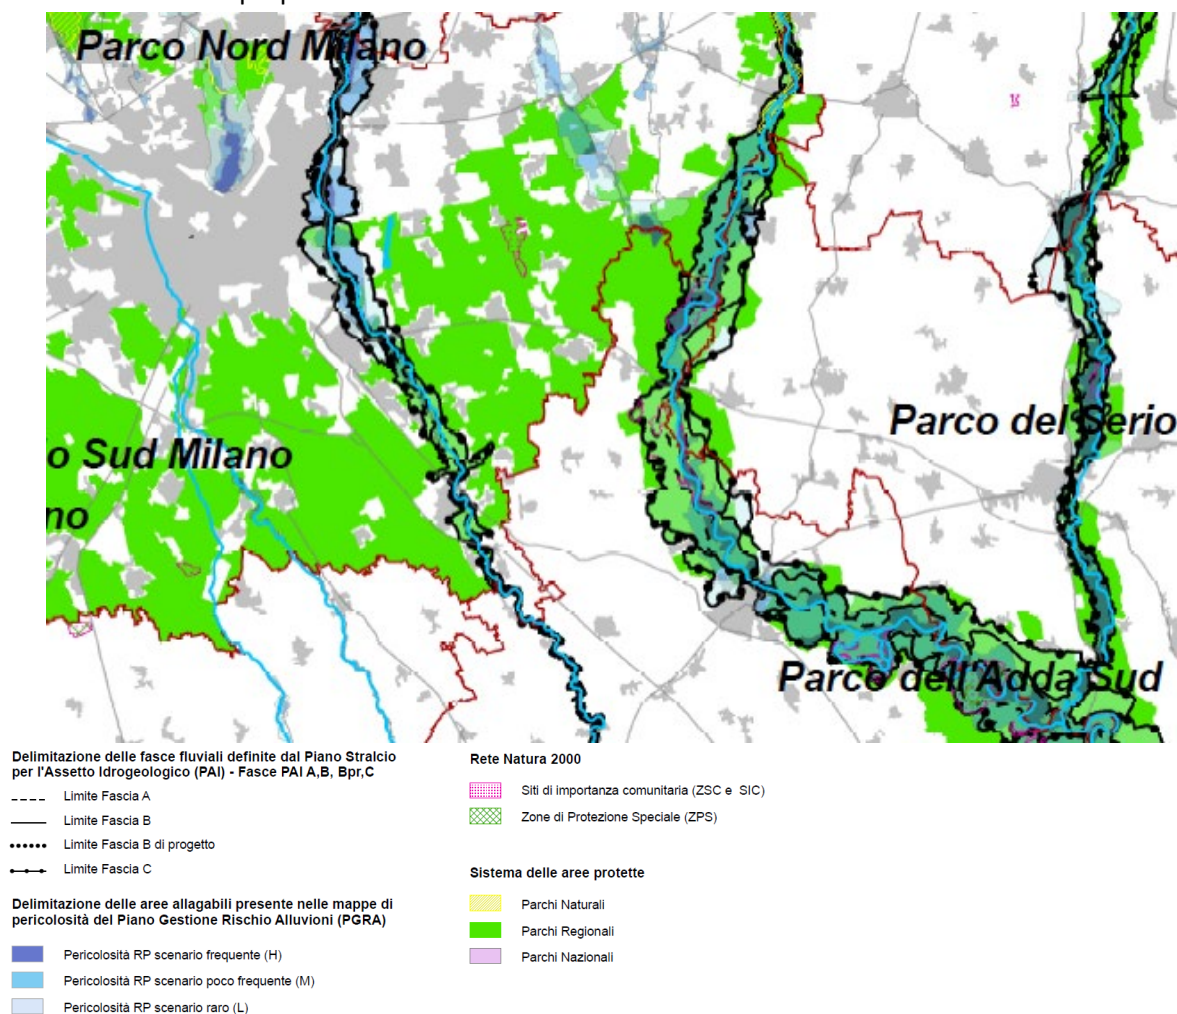 Parco Nord Milano
Parco del Serio
o Sud Milano
no
Parco dell'Adda Sud
Delimitazione delle fasce fluviali definite dal Piano Stralcio
per l'Assetto Idrogeologico (PAI) - Fasce PAI A,B, Bpr,C
Limite Fascia A
Limite Fascia B
Limite Fascia B di progetto
Limite Fascia C
Delimitazione delle aree allagabili presente nelle mappe di
pericolosità del Piano Gestione Rischio Alluvioni (PGRA)
Pericolosità RP scenario frequente (H)
Pericolosità RP scenario poco frequente (M)
Pericolosità RP scenario raro (L)
Rete Natura 2000
Siti di importanza comunitaria (ZSC e SIC)
Zone di Protezione Speciale (ZPS)
Sistema delle aree protette
Parchi Naturali
Parchi Regionali
Parchi Nazionali